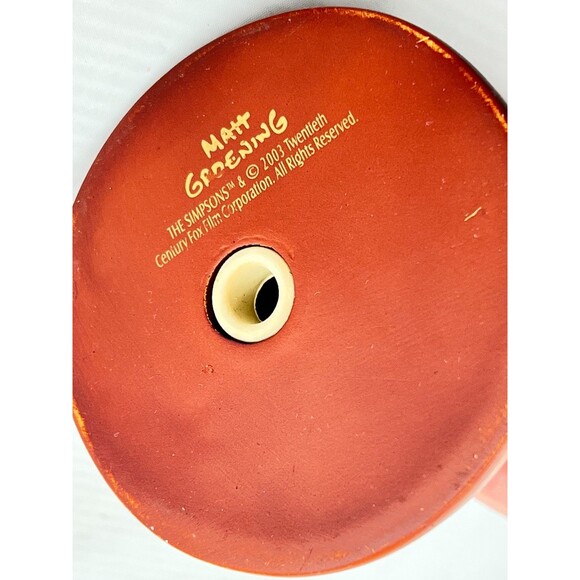 MATT
GROENING
THE SIMPSONS™ & © 2003 Twentieth
Century Fox Film Corporation. All Rights Reserved.